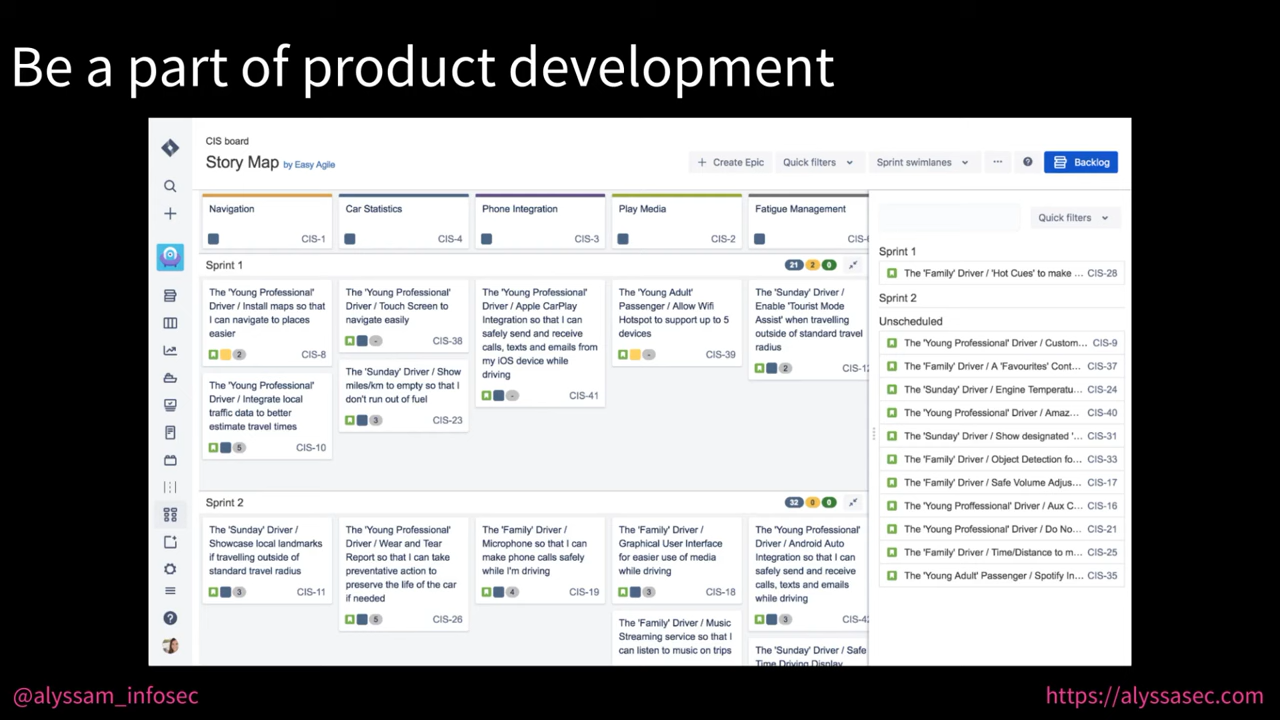 Be a part of product development
CIS board
Story Map by Easy Agile
Create Epic
Quick filters
Sprint swimlanes
Backlog
Navigation
CIS-1
Car Statistics
CIS-4
Phone Integration
CIS-3
Play Media
CIS-2
Fatigue Management
Quick filters
Sprint 1
21 2 0
The 'Young Professional'
Driver / Install maps so that
I can navigate to places
easier
2 CIS-8
The 'Young Professional'
Driver / Integrate local
traffic data to better
estimate travel times
5 CIS-10
The 'Young Professional'
Driver / Touch Screen to
navigate easily
- CIS-38
The 'Sunday' Driver / Show
miles/km to empty so that I
don't run out of fuel
3 CIS-23
The 'Young Professional'
Driver / Apple CarPlay
Integration so that I can
safely send and receive
calls, texts and emails from
my iOS device while
driving
- CIS-41
The 'Young Adult'
Passenger / Allow Wifi
Hotspot to support up to 5
devices
- CIS-39
The 'Sunday' Driver /
Enable 'Tourist Mode
Assist' when travelling
outside of standard travel
radius
2
Sprint 2
32 0 0
The 'Sunday' Driver /
Showcase local landmarks
if travelling outside of
standard travel radius
3 CIS-11
The 'Young Professional'
Driver / Wear and Tear
Report so that I can take
preventative action to
preserve the life of the car
if needed
5 CIS-26
The 'Family' Driver /
Microphone so that I can
make phone calls safely
while I'm driving
4 CIS-19
The 'Family' Driver /
Graphical User Interface
for easier use of media
while driving
3 CIS-18
The 'Family' Driver / Music
Streaming service so that I
can listen to music on trips
The 'Young Professional'
Driver / Android Auto
Integration so that I can
safely send and receive
calls, texts and emails
while driving
3
The 'Sunday' Driver / Safe
Time Driving Display
Sprint 1
The 'Family' Driver / 'Hot Cues' to make ... CIS-28
Sprint 2
Unscheduled
The 'Young Professional' Driver / Custom... CIS-9
The 'Family' Driver / A 'Favourites' Cont... CIS-37
The 'Sunday' Driver / Engine Temperatu... CIS-24
The 'Young Professional' Driver / Amaz... CIS-40
The 'Sunday' Driver / Show designated '... CIS-31
The 'Family' Driver / Object Detection fo... CIS-33
The 'Family' Driver / Safe Volume Adjus... CIS-17
The 'Young Proffessional' Driver / Aux C... CIS-16
The 'Young Professional' Driver / Do No... CIS-21
The 'Family' Driver / Time/Distance to m... CIS-25
The 'Young Adult' Passenger / Spotify In... CIS-35
@alyssam_infosec
https://alyssasec.com